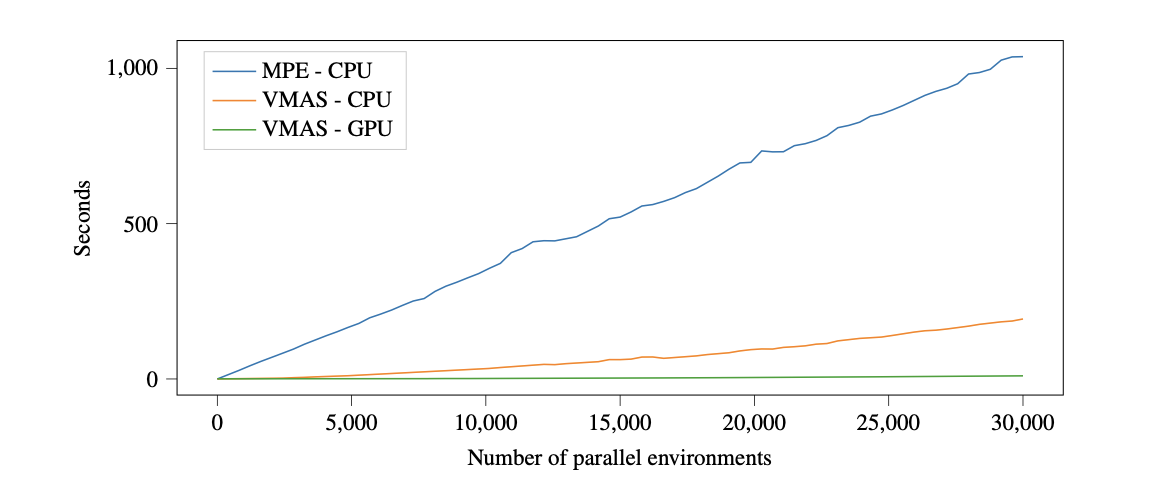 MPE - CPU
VMAS - CPU
VMAS - GPU
1,000
500
0
Seconds
0 5,000 10,000 15,000 20,000 25,000 30,000
Number of parallel environments